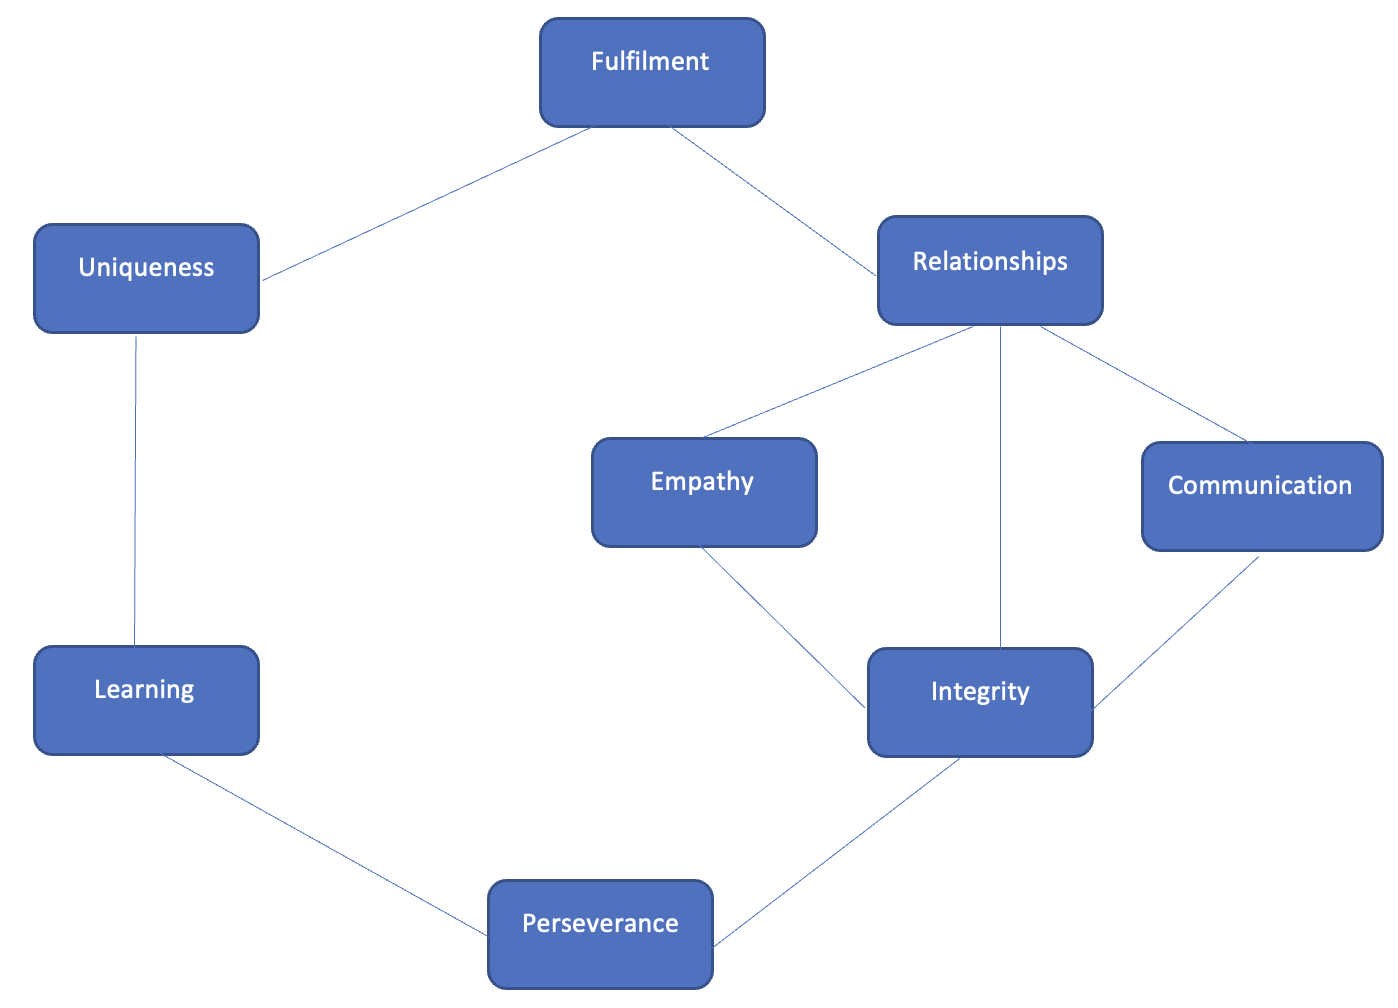 Fulfilment
Uniqueness
Relationships
Empathy
Communication
Learning
Integrity
Perseverance